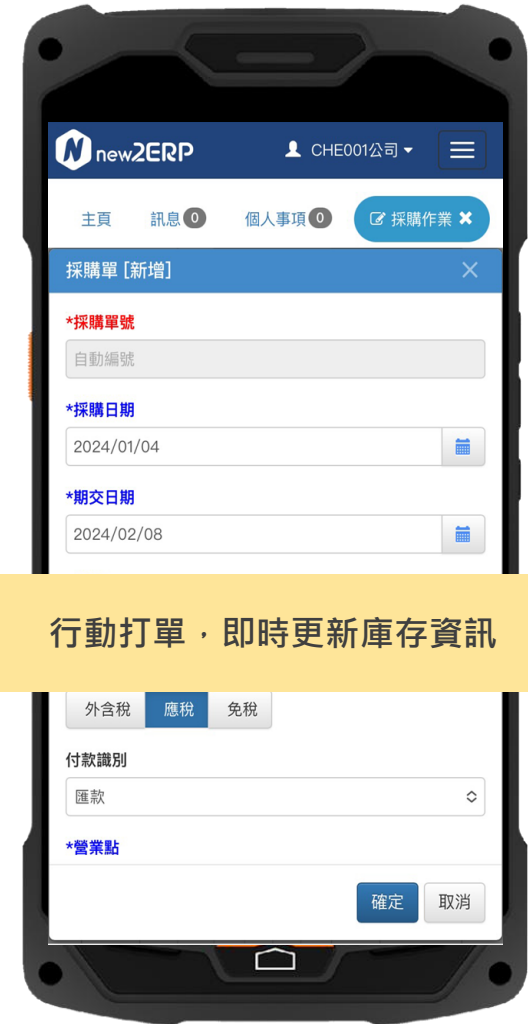 new2ERP
CHE001公司
主頁 訊息 0 個人事項 0 採購作業
採購單 [新增]
*採購單號
自動編號
*採購日期
2024/01/04
*期交日期
2024/02/08
行動打單，即時更新庫存資訊
外含稅 應稅 免稅
付款識別
匯款
*營業點
確定 取消